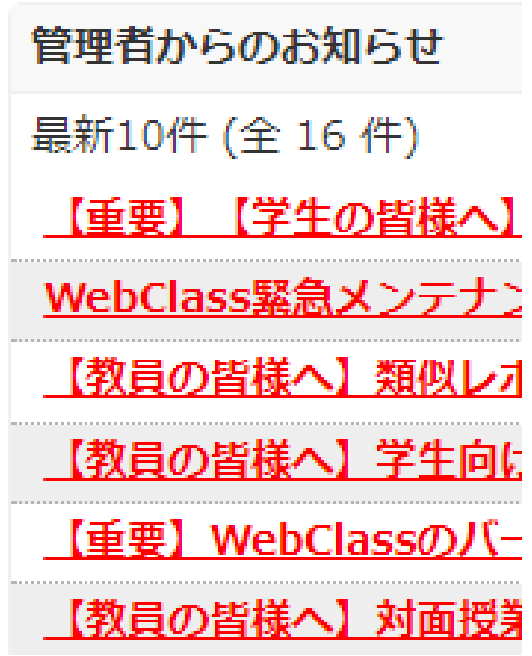 管理者からのお知らせ
最新10件 (全 16 件)
【重要】【学生の皆様へ】
WebClass緊急メンテナン
【教員の皆様へ】類似レポ
【教員の皆様へ】学生向け
【重要】WebClassのバー
【教員の皆様へ】対面授業